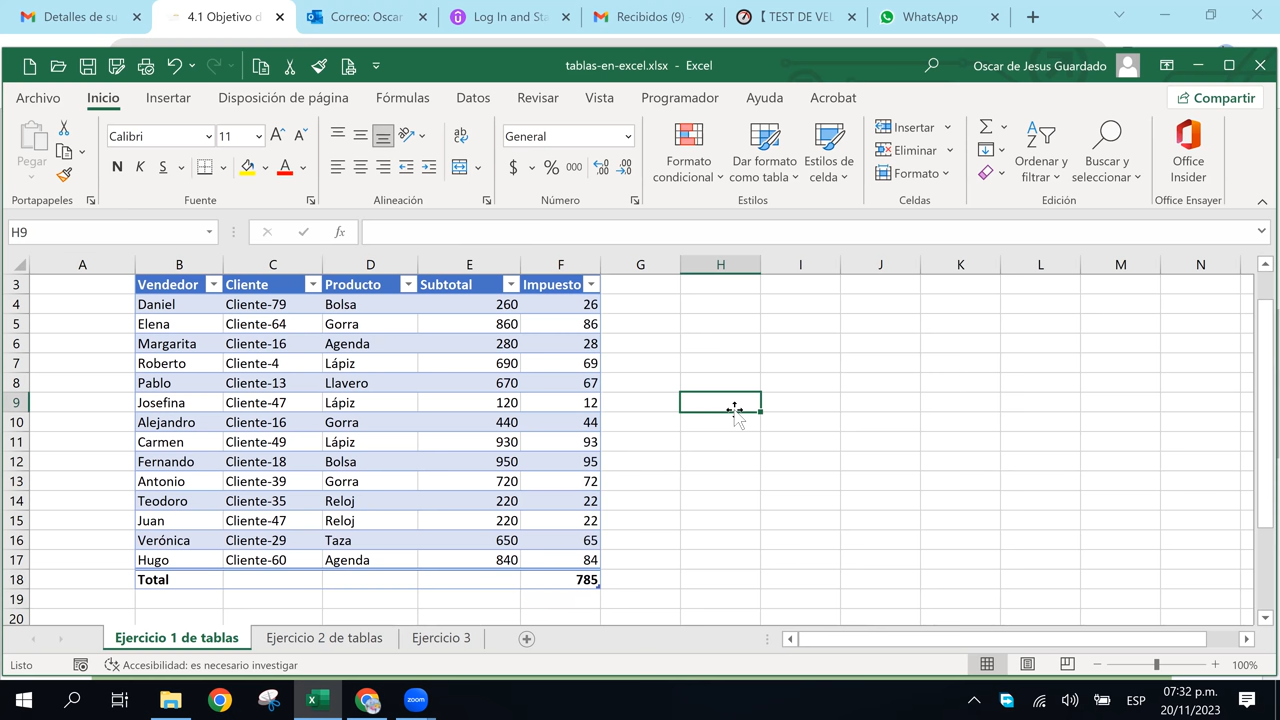 Detalles de su
4.1 Objetivo d
Correo: Oscar
Log In and Sta
Recibidos (9)
【 TEST DE VEL
WhatsApp
tablas-en-excel.xlsx - Excel
Oscar de Jesus Guardado
Archivo Inicio Insertar Disposición de página Fórmulas Datos Revisar Vista Programador Ayuda Acrobat Compartir
Pegar
Calibri 11
N K S A
General
$ % 000
Formato condicional
Dar formato como tabla
Estilos de celda
Insertar
Eliminar
Formato
Ordenar y filtrar
Buscar y seleccionar
Office Insider
Portapapeles Fuente Alineación Número Estilos Celdas Edición Office Ensayer
H9 fx
A B C D E F G H I J K L M N
3 Vendedor Cliente Producto Subtotal Impuesto
4 Daniel Cliente-79 Bolsa 260 26
5 Elena Cliente-64 Gorra 860 86
6 Margarita Cliente-16 Agenda 280 28
7 Roberto Cliente-4 Lápiz 690 69
8 Pablo Cliente-13 Llavero 670 67
9 Josefina Cliente-47 Lápiz 120 12
10 Alejandro Cliente-16 Gorra 440 44
11 Carmen Cliente-49 Lápiz 930 93
12 Fernando Cliente-18 Bolsa 950 95
13 Antonio Cliente-39 Gorra 720 72
14 Teodoro Cliente-35 Reloj 220 22
15 Juan Cliente-47 Reloj 220 22
16 Verónica Cliente-29 Taza 650 65
17 Hugo Cliente-60 Agenda 840 84
18 Total 785
19
20
Ejercicio 1 de tablas Ejercicio 2 de tablas Ejercicio 3
Listo Accesibilidad: es necesario investigar 100%
zoom
ESP
07:32 p.m.
20/11/2023